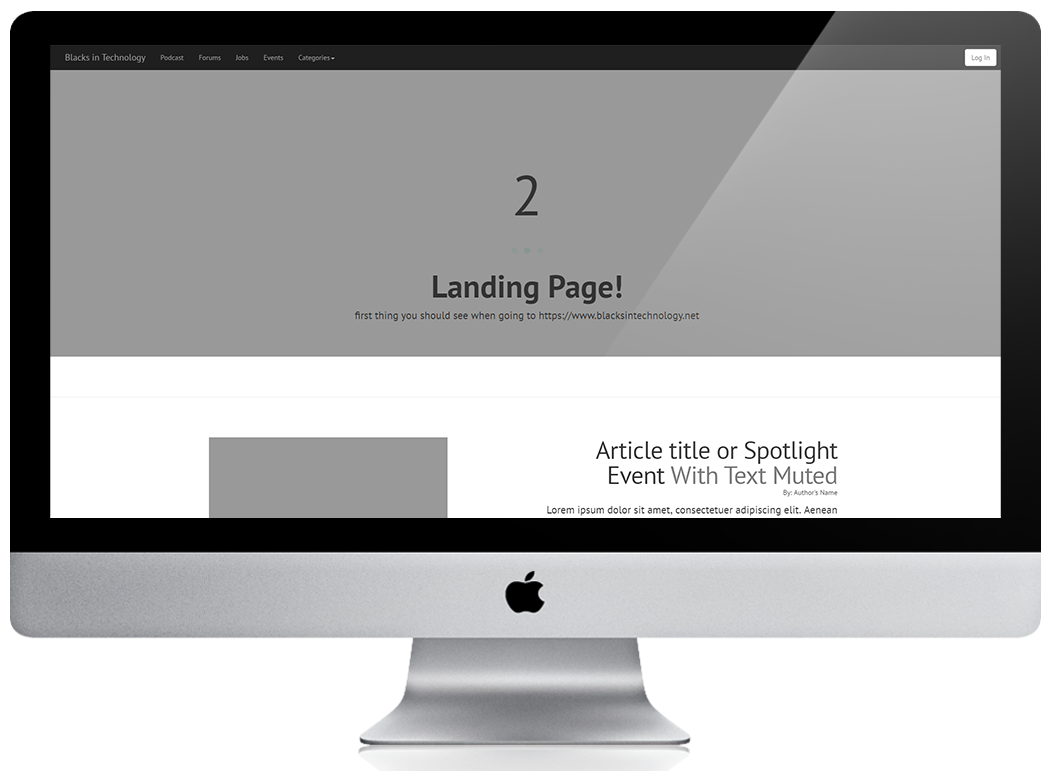 Blacks in Technology Podcast Forums Jobs Events Categories Log In
2
Landing Page!
first thing you should see when going to https://www.blacksintechnology.net
Article title or Spotlight
Event With Text Muted
By: Author's Name
Lorem ipsum dolor sit amet, consectetuer adipiscing elit. Aenean